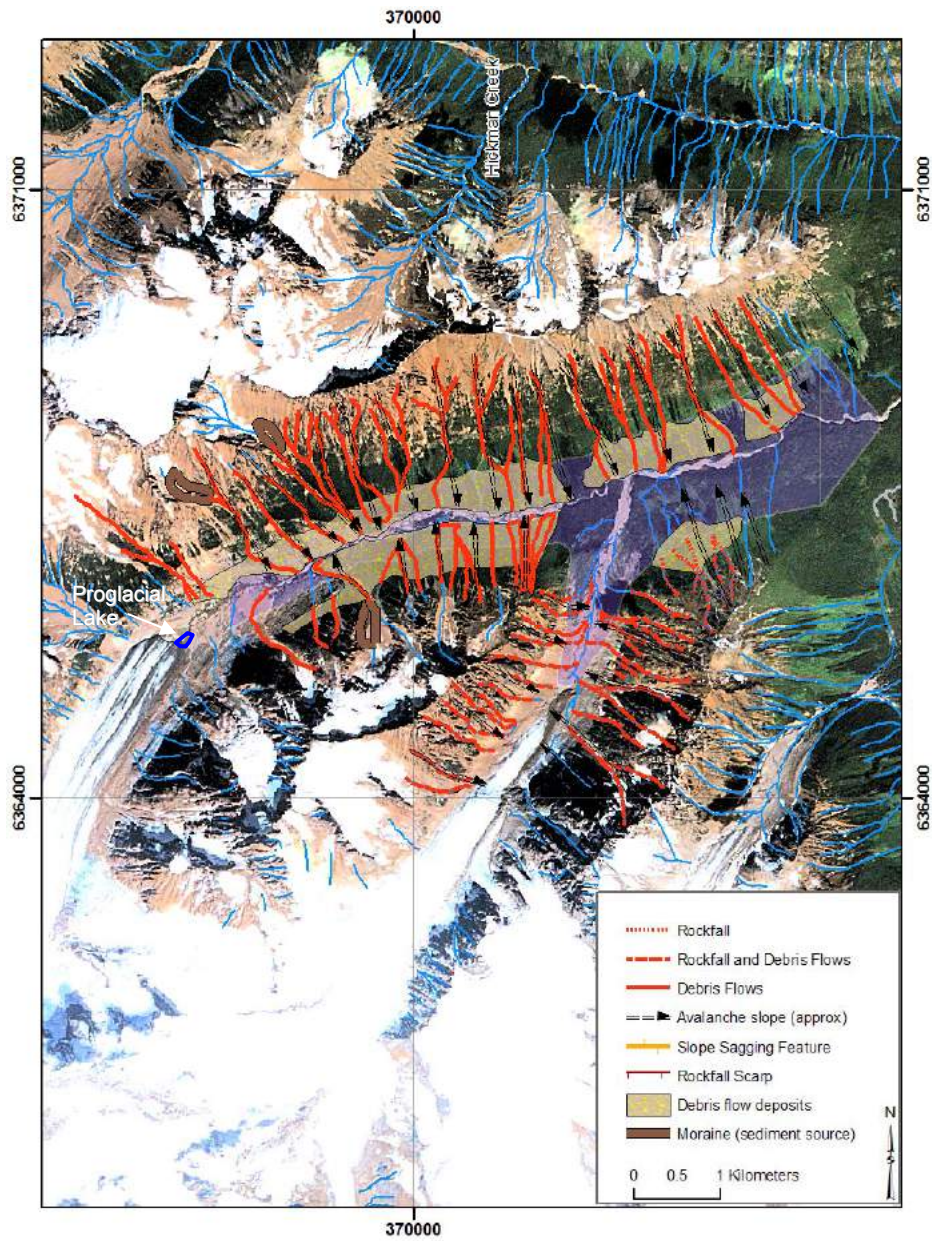 370000
Hickman Creek
6371000
6371000
Proglacial
Lake
6364000
6364000
Rockfall
Rockfall and Debris Flows
Debris Flows
Avalanche slope (approx)
Slope Sagging Feature
Rockfall Scarp
Debris flow deposits
Moraine (sediment source)
N
S
0 0.5 1 Kilometers
370000